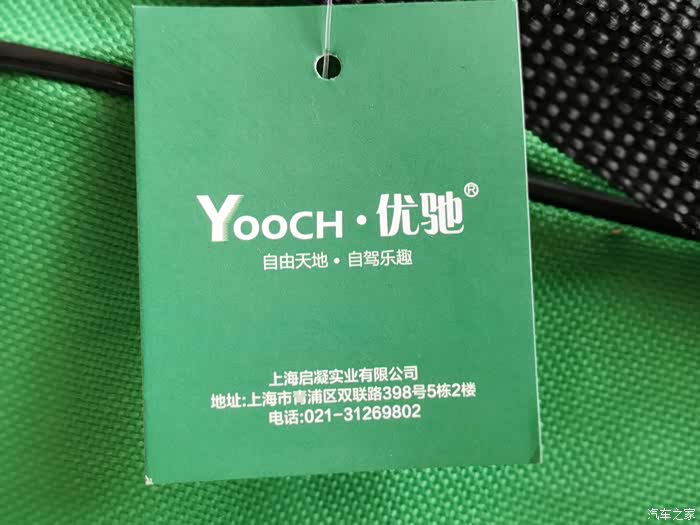 YOOCH·优驰®
自由天地·自驾乐趣
上海启凝实业有限公司
地址:上海市青浦区双联路398号5栋2楼
电话:021-31269802
汽车之家